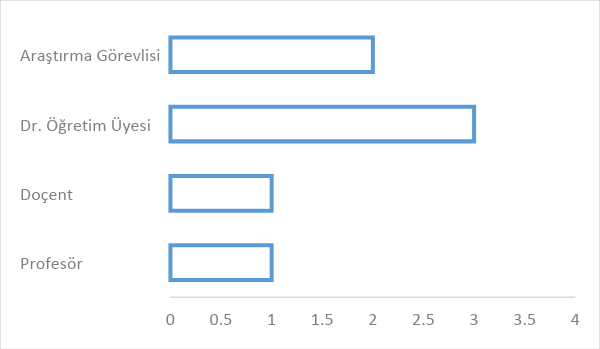 Araştırma Görevlisi
Dr. Öğretim Üyesi
Doçent
Profesör
0 0.5 1 1.5 2 2.5 3 3.5 4